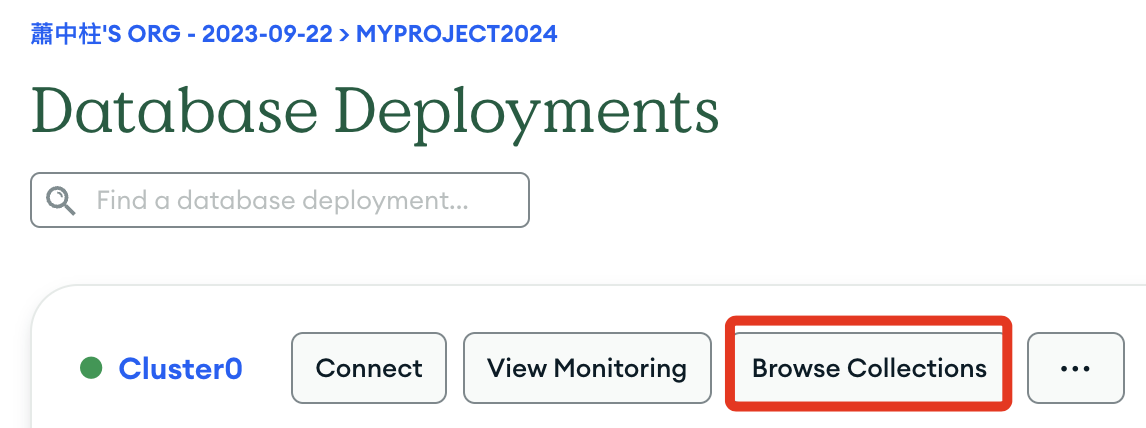 蕭中柱'S ORG - 2023-09-22 > MYPROJECT2024
Database Deployments
Find a database deployment...
Cluster0 Connect View Monitoring Browse Collections ...